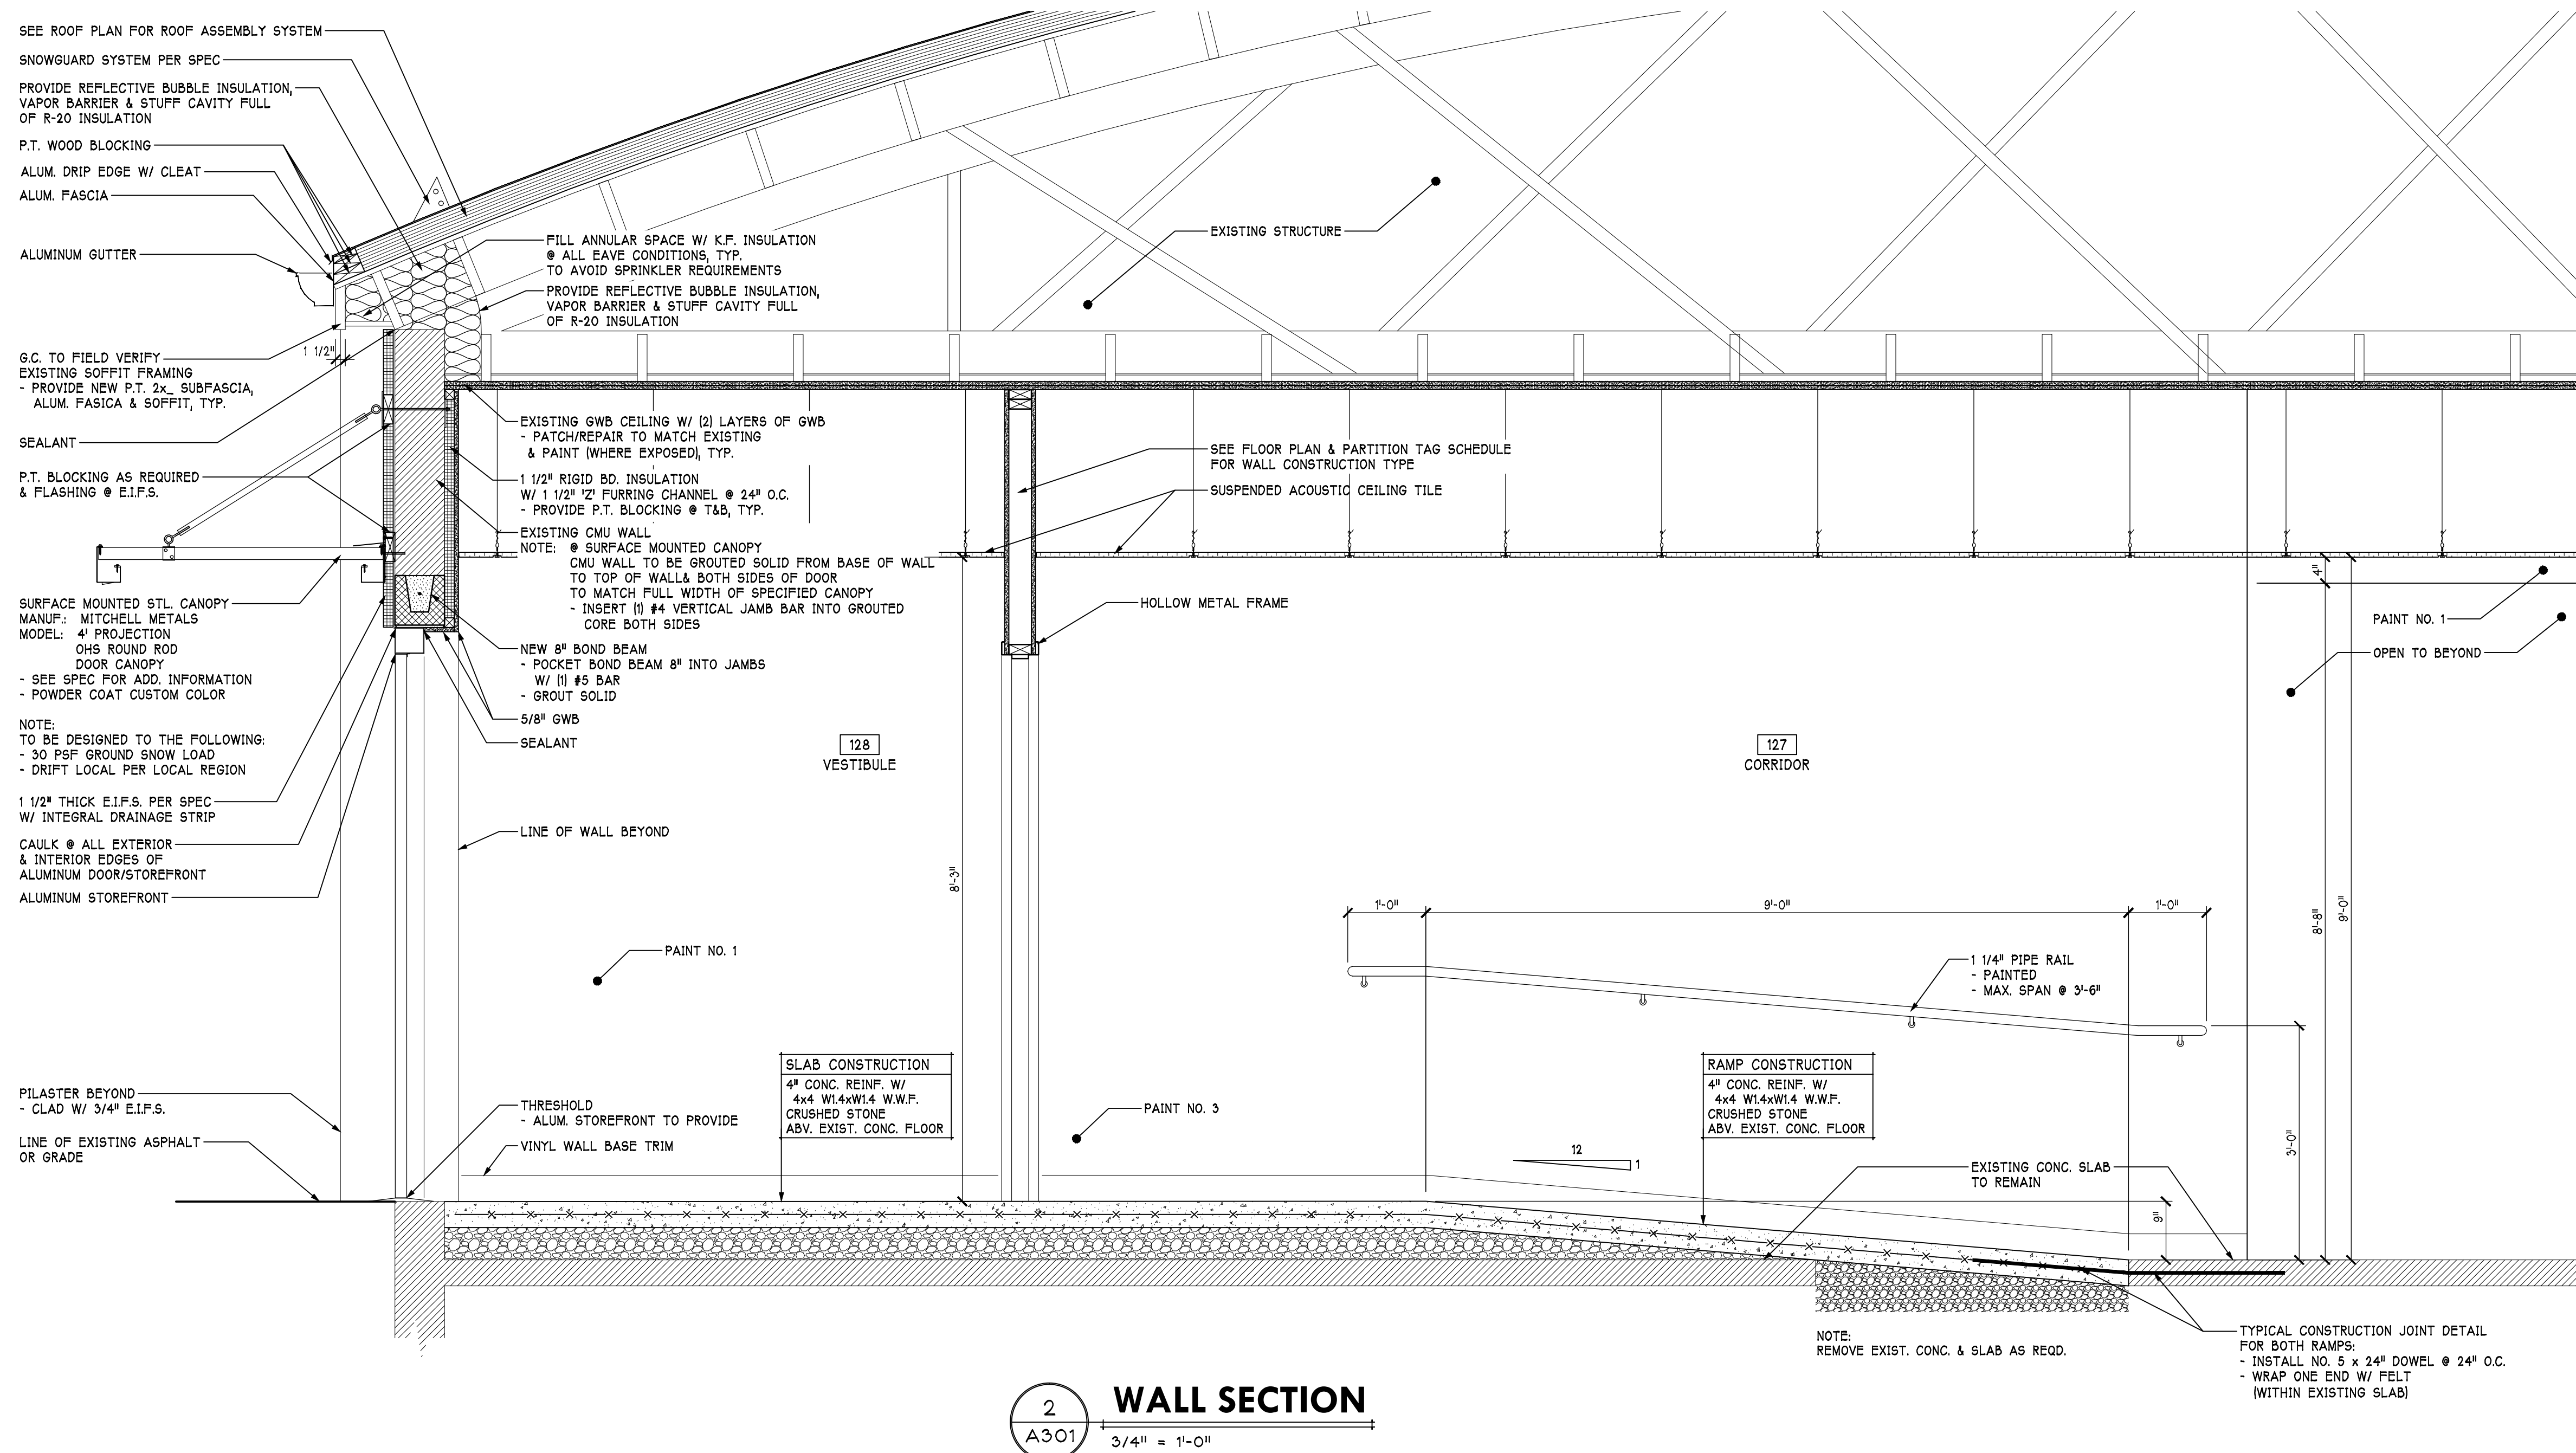 SEE ROOF PLAN FOR ROOF ASSEMBLY SYSTEM
SNOWGUARD SYSTEM PER SPEC
PROVIDE REFLECTIVE BUBBLE INSULATION,
VAPOR BARRIER & STUFF CAVITY FULL
OF R-20 INSULATION
P.T. WOOD BLOCKING
ALUM. DRIP EDGE W/ CLEAT
ALUM. FASCIA
ALUMINUM GUTTER
G.C. TO FIELD VERIFY
EXISTING SOFFIT FRAMING
- PROVIDE NEW P.T. 2x_ SUBFASCIA,
ALUM. FASICA & SOFFIT, TYP.
1 1/2"
SEALANT
P.T. BLOCKING AS REQUIRED
& FLASHING @ E.I.F.S.
SURFACE MOUNTED STL. CANOPY
MANUF.: MITCHELL METALS
MODEL: 4' PROJECTION
OHS ROUND ROD
DOOR CANOPY
- SEE SPEC FOR ADD. INFORMATION
- POWDER COAT CUSTOM COLOR
NOTE:
TO BE DESIGNED TO THE FOLLOWING:
- 30 PSF GROUND SNOW LOAD
- DRIFT LOCAL PER LOCAL REGION
1 1/2" THICK E.I.F.S. PER SPEC
W/ INTEGRAL DRAINAGE STRIP
CAULK @ ALL EXTERIOR
& INTERIOR EDGES OF
ALUMINUM DOOR/STOREFRONT
ALUMINUM STOREFRONT
PILASTER BEYOND
- CLAD W/ 3/4" E.I.F.S.
LINE OF EXISTING ASPHALT
OR GRADE
FILL ANNULAR SPACE W/ K.F. INSULATION
@ ALL EAVE CONDITIONS, TYP.
TO AVOID SPRINKLER REQUIREMENTS
PROVIDE REFLECTIVE BUBBLE INSULATION,
VAPOR BARRIER & STUFF CAVITY FULL
OF R-20 INSULATION
EXISTING GWB CEILING W/ (2) LAYERS OF GWB
- PATCH/REPAIR TO MATCH EXISTING
& PAINT (WHERE EXPOSED), TYP.
1 1/2" RIGID BD. INSULATION
W/ 1 1/2" 'Z' FURRING CHANNEL @ 24" O.C.
- PROVIDE P.T. BLOCKING @ T&B, TYP.
EXISTING CMU WALL
NOTE: @ SURFACE MOUNTED CANOPY
CMU WALL TO BE GROUTED SOLID FROM BASE OF WALL
TO TOP OF WALL& BOTH SIDES OF DOOR
TO MATCH FULL WIDTH OF SPECIFIED CANOPY
- INSERT (1) #4 VERTICAL JAMB BAR INTO GROUTED
CORE BOTH SIDES
NEW 8" BOND BEAM
- POCKET BOND BEAM 8" INTO JAMBS
W/ (1) #5 BAR
- GROUT SOLID
5/8" GWB
SEALANT
128
VESTIBULE
LINE OF WALL BEYOND
8'-3"
PAINT NO. 1
SLAB CONSTRUCTION
4" CONC. REINF. W/
4x4 W1.4xW1.4 W.W.F.
CRUSHED STONE
ABV. EXIST. CONC. FLOOR
THRESHOLD
- ALUM. STOREFRONT TO PROVIDE
VINYL WALL BASE TRIM
EXISTING STRUCTURE
SEE FLOOR PLAN & PARTITION TAG SCHEDULE
FOR WALL CONSTRUCTION TYPE
SUSPENDED ACOUSTIC CEILING TILE
HOLLOW METAL FRAME
127
CORRIDOR
4"
PAINT NO. 1
OPEN TO BEYOND
1'-0"
9'-0"
1'-0"
8'-8"
9'-0"
1 1/4" PIPE RAIL
- PAINTED
- MAX. SPAN @ 3'-6"
PAINT NO. 3
RAMP CONSTRUCTION
4" CONC. REINF. W/
4x4 W1.4xW1.4 W.W.F.
CRUSHED STONE
ABV. EXIST. CONC. FLOOR
12
1
3'-0"
EXISTING CONC. SLAB
TO REMAIN
9"
NOTE:
REMOVE EXIST. CONC. & SLAB AS REQD.
TYPICAL CONSTRUCTION JOINT DETAIL
FOR BOTH RAMPS:
- INSTALL NO. 5 x 24" DOWEL @ 24" O.C.
- WRAP ONE END W/ FELT
(WITHIN EXISTING SLAB)
2
A301
WALL SECTION
3/4" = 1'-0"